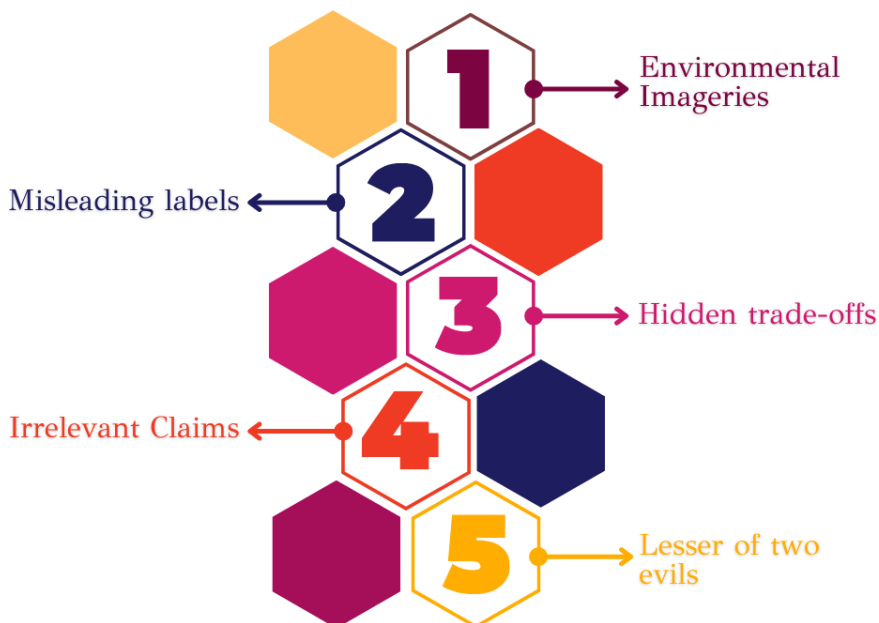 1
Environmental
Imageries
Misleading labels
2
3
Hidden trade-offs
Irrelevant Claims
4
5
Lesser of two
evils